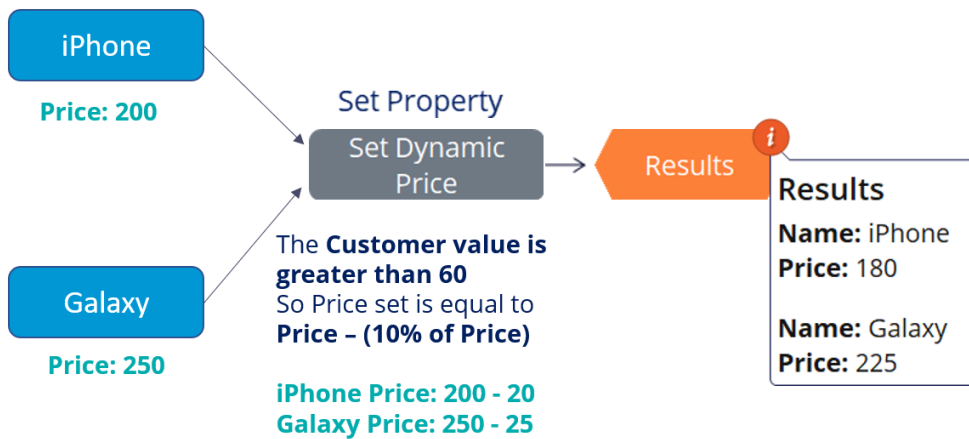 iPhone
Price: 200
Set Property
Set Dynamic
Price
Results
i
Results
Name: iPhone
Price: 180
Name: Galaxy
Price: 225
Galaxy
Price: 250
The Customer value is
greater than 60
So Price set is equal to
Price – (10% of Price)
iPhone Price: 200 - 20
Galaxy Price: 250 - 25